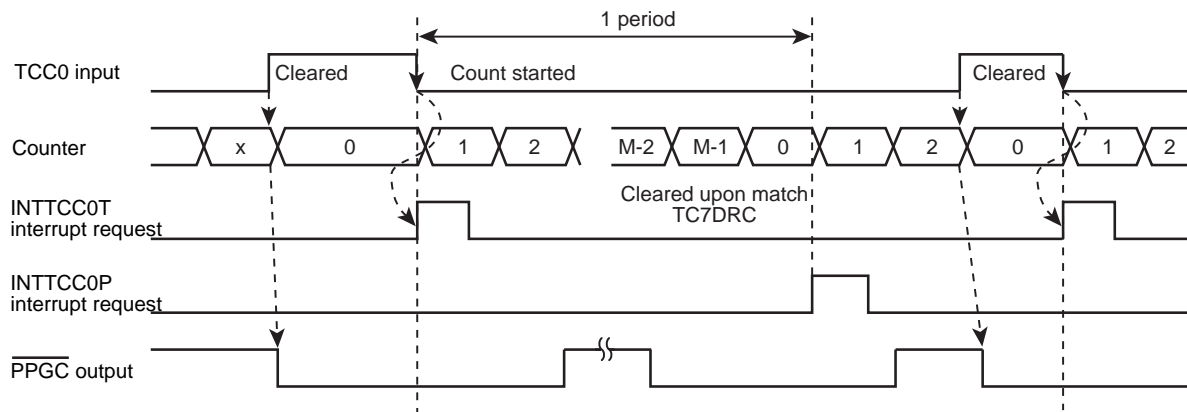 1 period
TCC0 input
Cleared
Count started
Cleared
Counter
x
0
1
2
M-2
M-1
0
1
2
0
1
2
Cleared upon match
TC7DRC
INTTCC0T
interrupt request
INTTCC0P
interrupt request
PPGC output